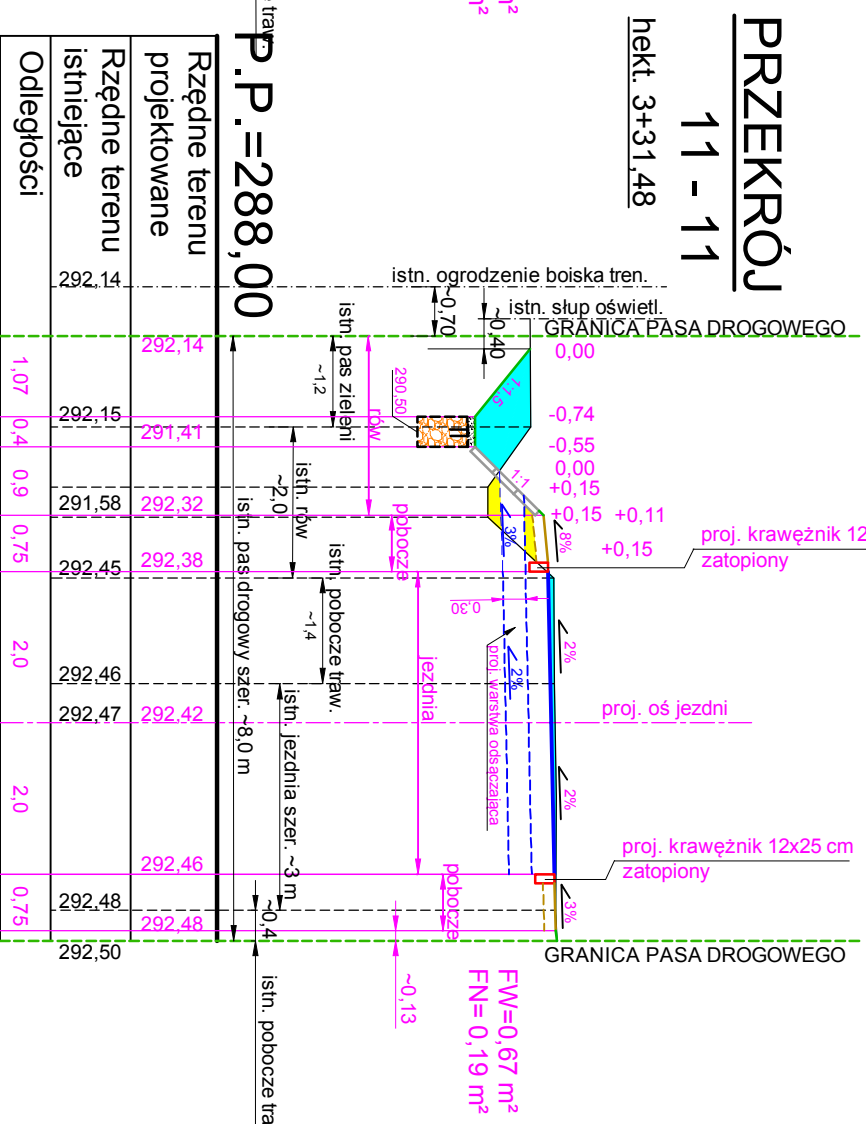 PRZEKRÓJ
11 - 11
hekt. 3+31,48
m²
m²
traw.
P.P.=288,00
Rzędne terenu
projektowane
Rzędne terenu
istniejące
Odległości
292,14
292,15
291,58
292,45
292,46
292,47
292,48
292,50
292,14
291,41
292,32
292,38
292,42
292,46
292,48
1,07
0,4
0,9
0,75
2,0
2,0
0,75
istn. ogrodzenie boiska tren.
istn. słup oświetl.
GRANICA PASA DROGOWEGO
~0,70
~0,40
0,00
-0,74
-0,55
0,00
+0,15
+0,15 +0,11
+0,15
1:1,5
1:1
290,50
istn. pas zieleni
~1,2
rów
istn. rów
~2,0
pobocze
istn. pobocze traw.
~1,4
istn. pas drogowy szer. ~8,0 m
jezdnia
istn. jezdnia szer. ~3 m
0,30
proj. warstwa odsączająca
3%
2%
8%
2%
2%
3%
proj. krawężnik 12
zatopiony
proj. oś jezdni
proj. krawężnik 12x25 cm
zatopiony
pobocze
~0,4
~0,13
istn. pobocze tra
GRANICA PASA DROGOWEGO
FW=0,67 m²
FN= 0,19 m²